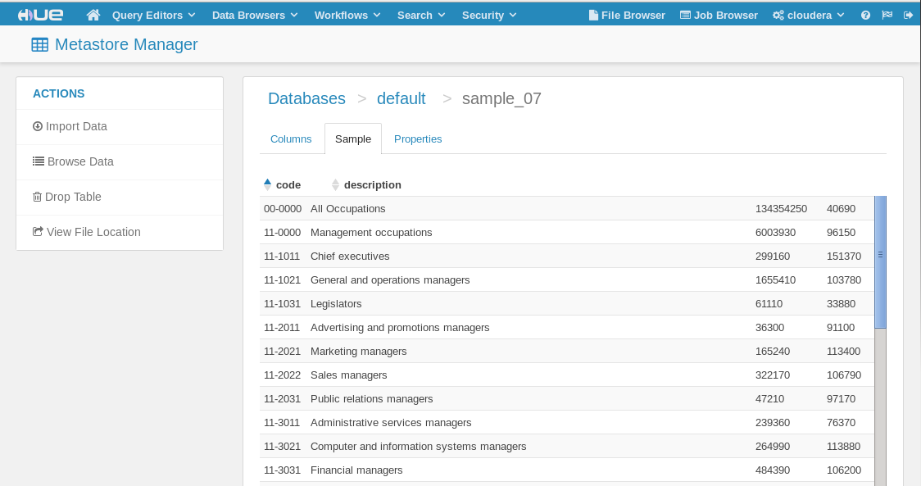 HUE Query Editors Data Browsers Workflows Search Security File Browser Job Browser cloudera
Metastore Manager
ACTIONS
Import Data
Browse Data
Drop Table
View File Location
Databases > default > sample_07
Columns Sample Properties
code description
00-0000 All Occupations 134354250 40690
11-0000 Management occupations 6003930 96150
11-1011 Chief executives 299160 151370
11-1021 General and operations managers 1655410 103780
11-1031 Legislators 61110 33880
11-2011 Advertising and promotions managers 36300 91100
11-2021 Marketing managers 165240 113400
11-2022 Sales managers 322170 106790
11-2031 Public relations managers 47210 97170
11-3011 Administrative services managers 239360 76370
11-3021 Computer and information systems managers 264990 113880
11-3031 Financial managers 484390 106200